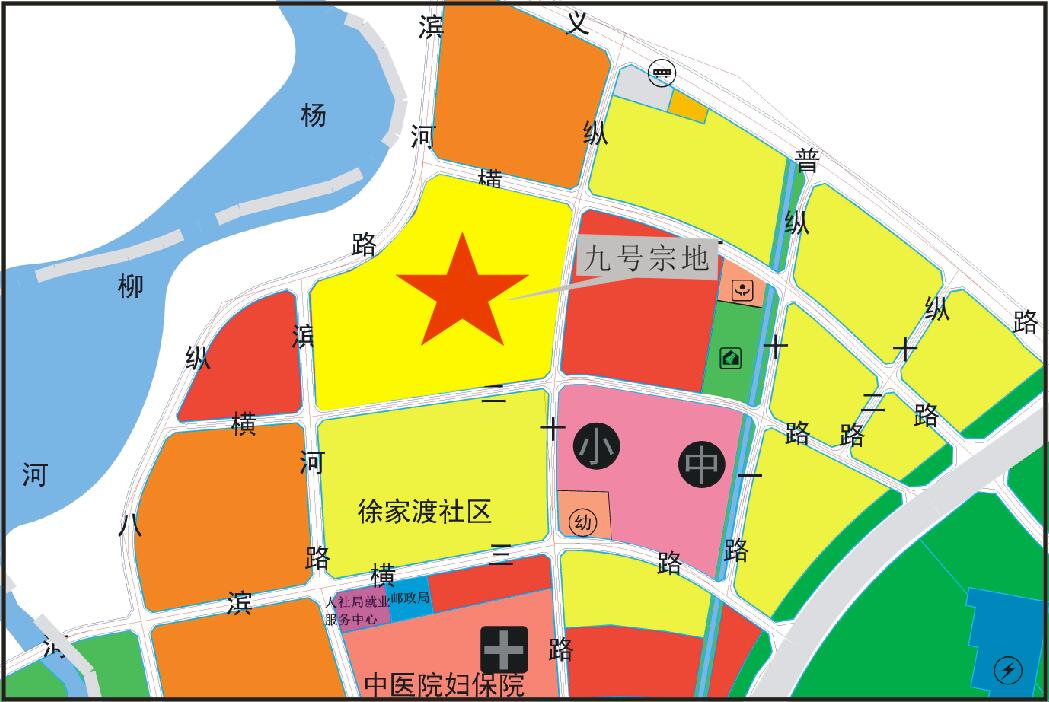 滨
义
杨
河
纵
普
横
纵
路
九号宗地
柳
纵
路
滨
十
十
纵
二
二
横
十
路
路
路
小
中
河
河
一
徐家渡社区
八
路
三
路
路
横
滨
人社局就业
服务中心
邮政局
幼
河
路
中医院妇保院